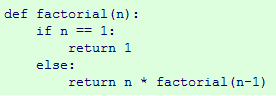 def factorial(n):
    if n == 1:
        return 1
    else:
        return n * factorial(n-1)